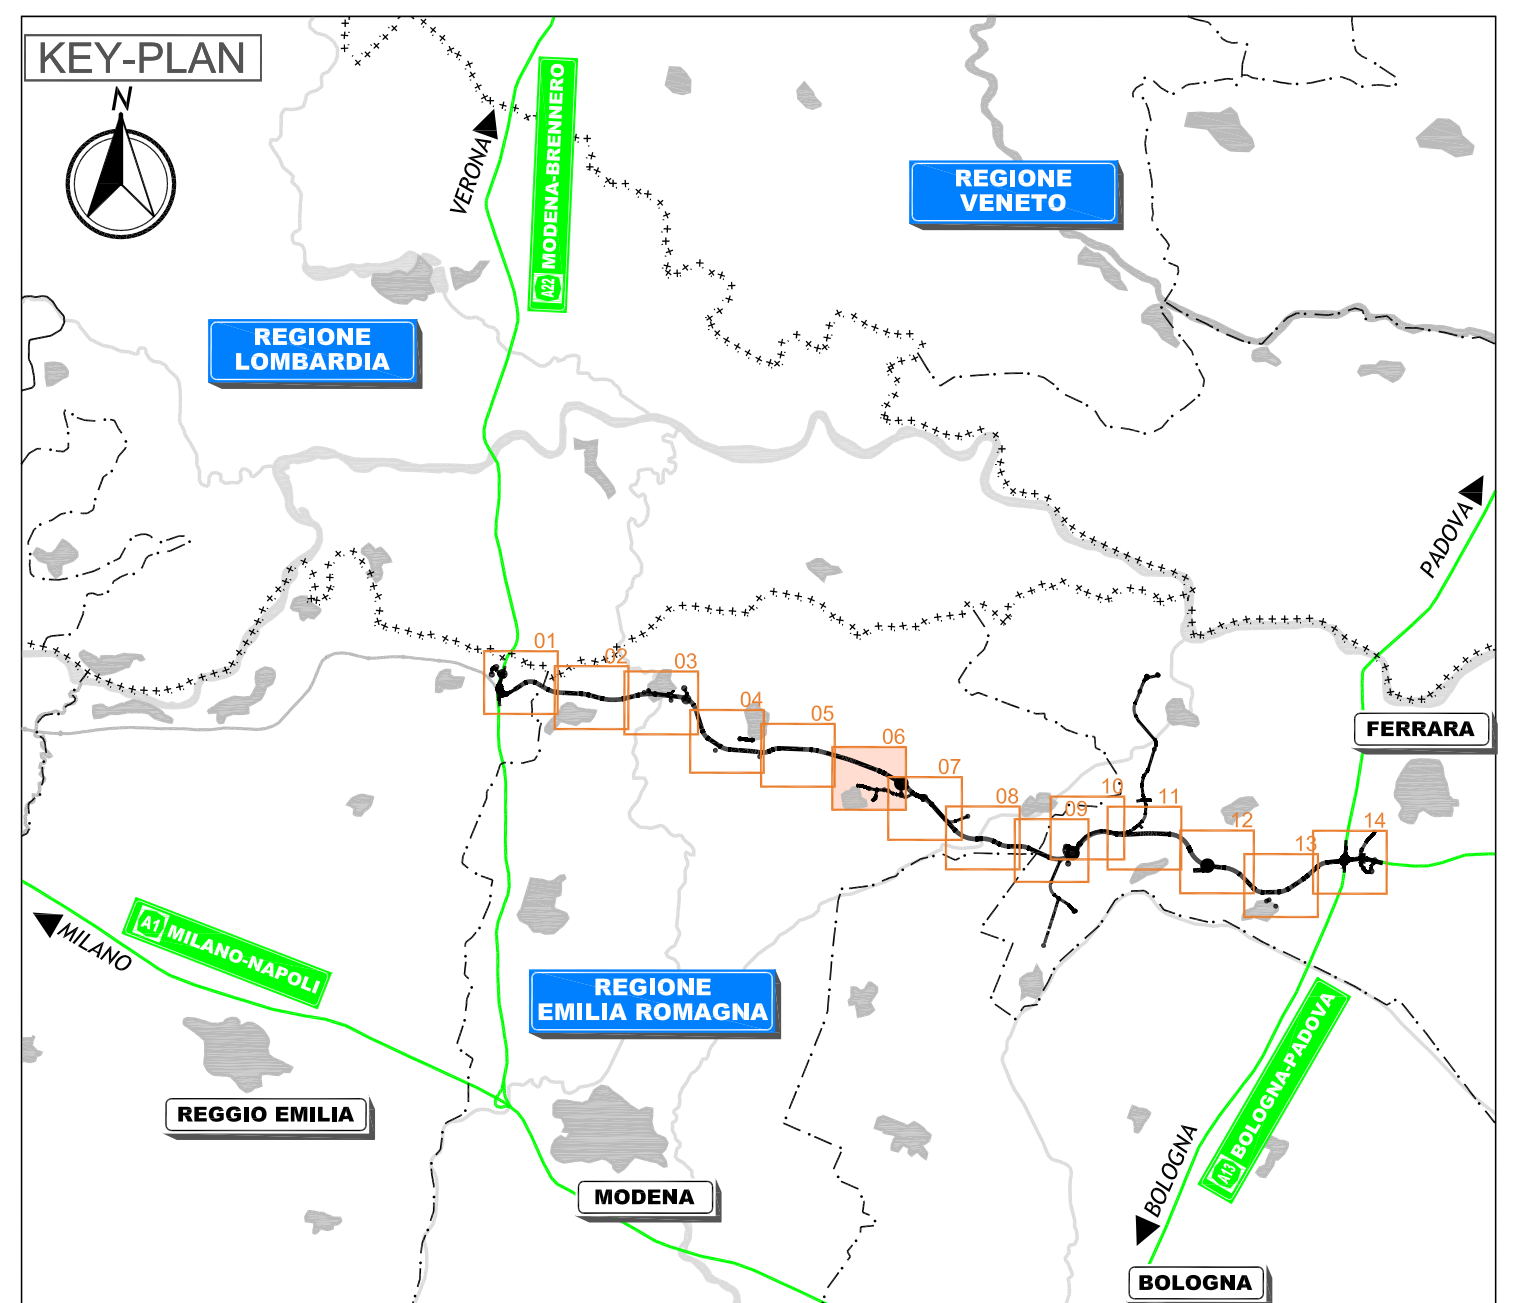 KEY-PLAN
N
VERONA
A22 MODENA-BRENNERO
REGIONE
VENETO
REGIONE
LOMBARDIA
PADOVA
01
02
03
04
05
06
07
08
09
10
11
12
13
14
FERRARA
MILANO
A1 MILANO-NAPOLI
REGIONE
EMILIA ROMAGNA
REGGIO EMILIA
MODENA
A13 BOLOGNA-PADOVA
BOLOGNA
BOLOGNA